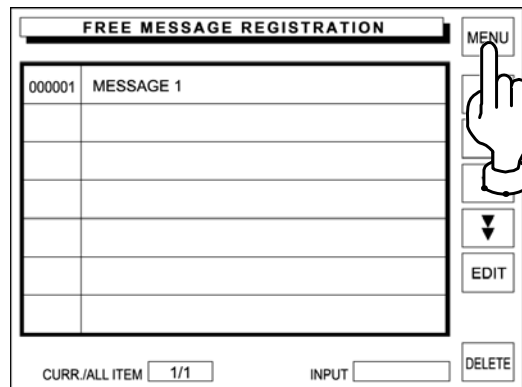 FREE MESSAGE REGISTRATION
MENU
000001 MESSAGE 1
EDIT
CURR./ALL ITEM 1/1
INPUT
DELETE